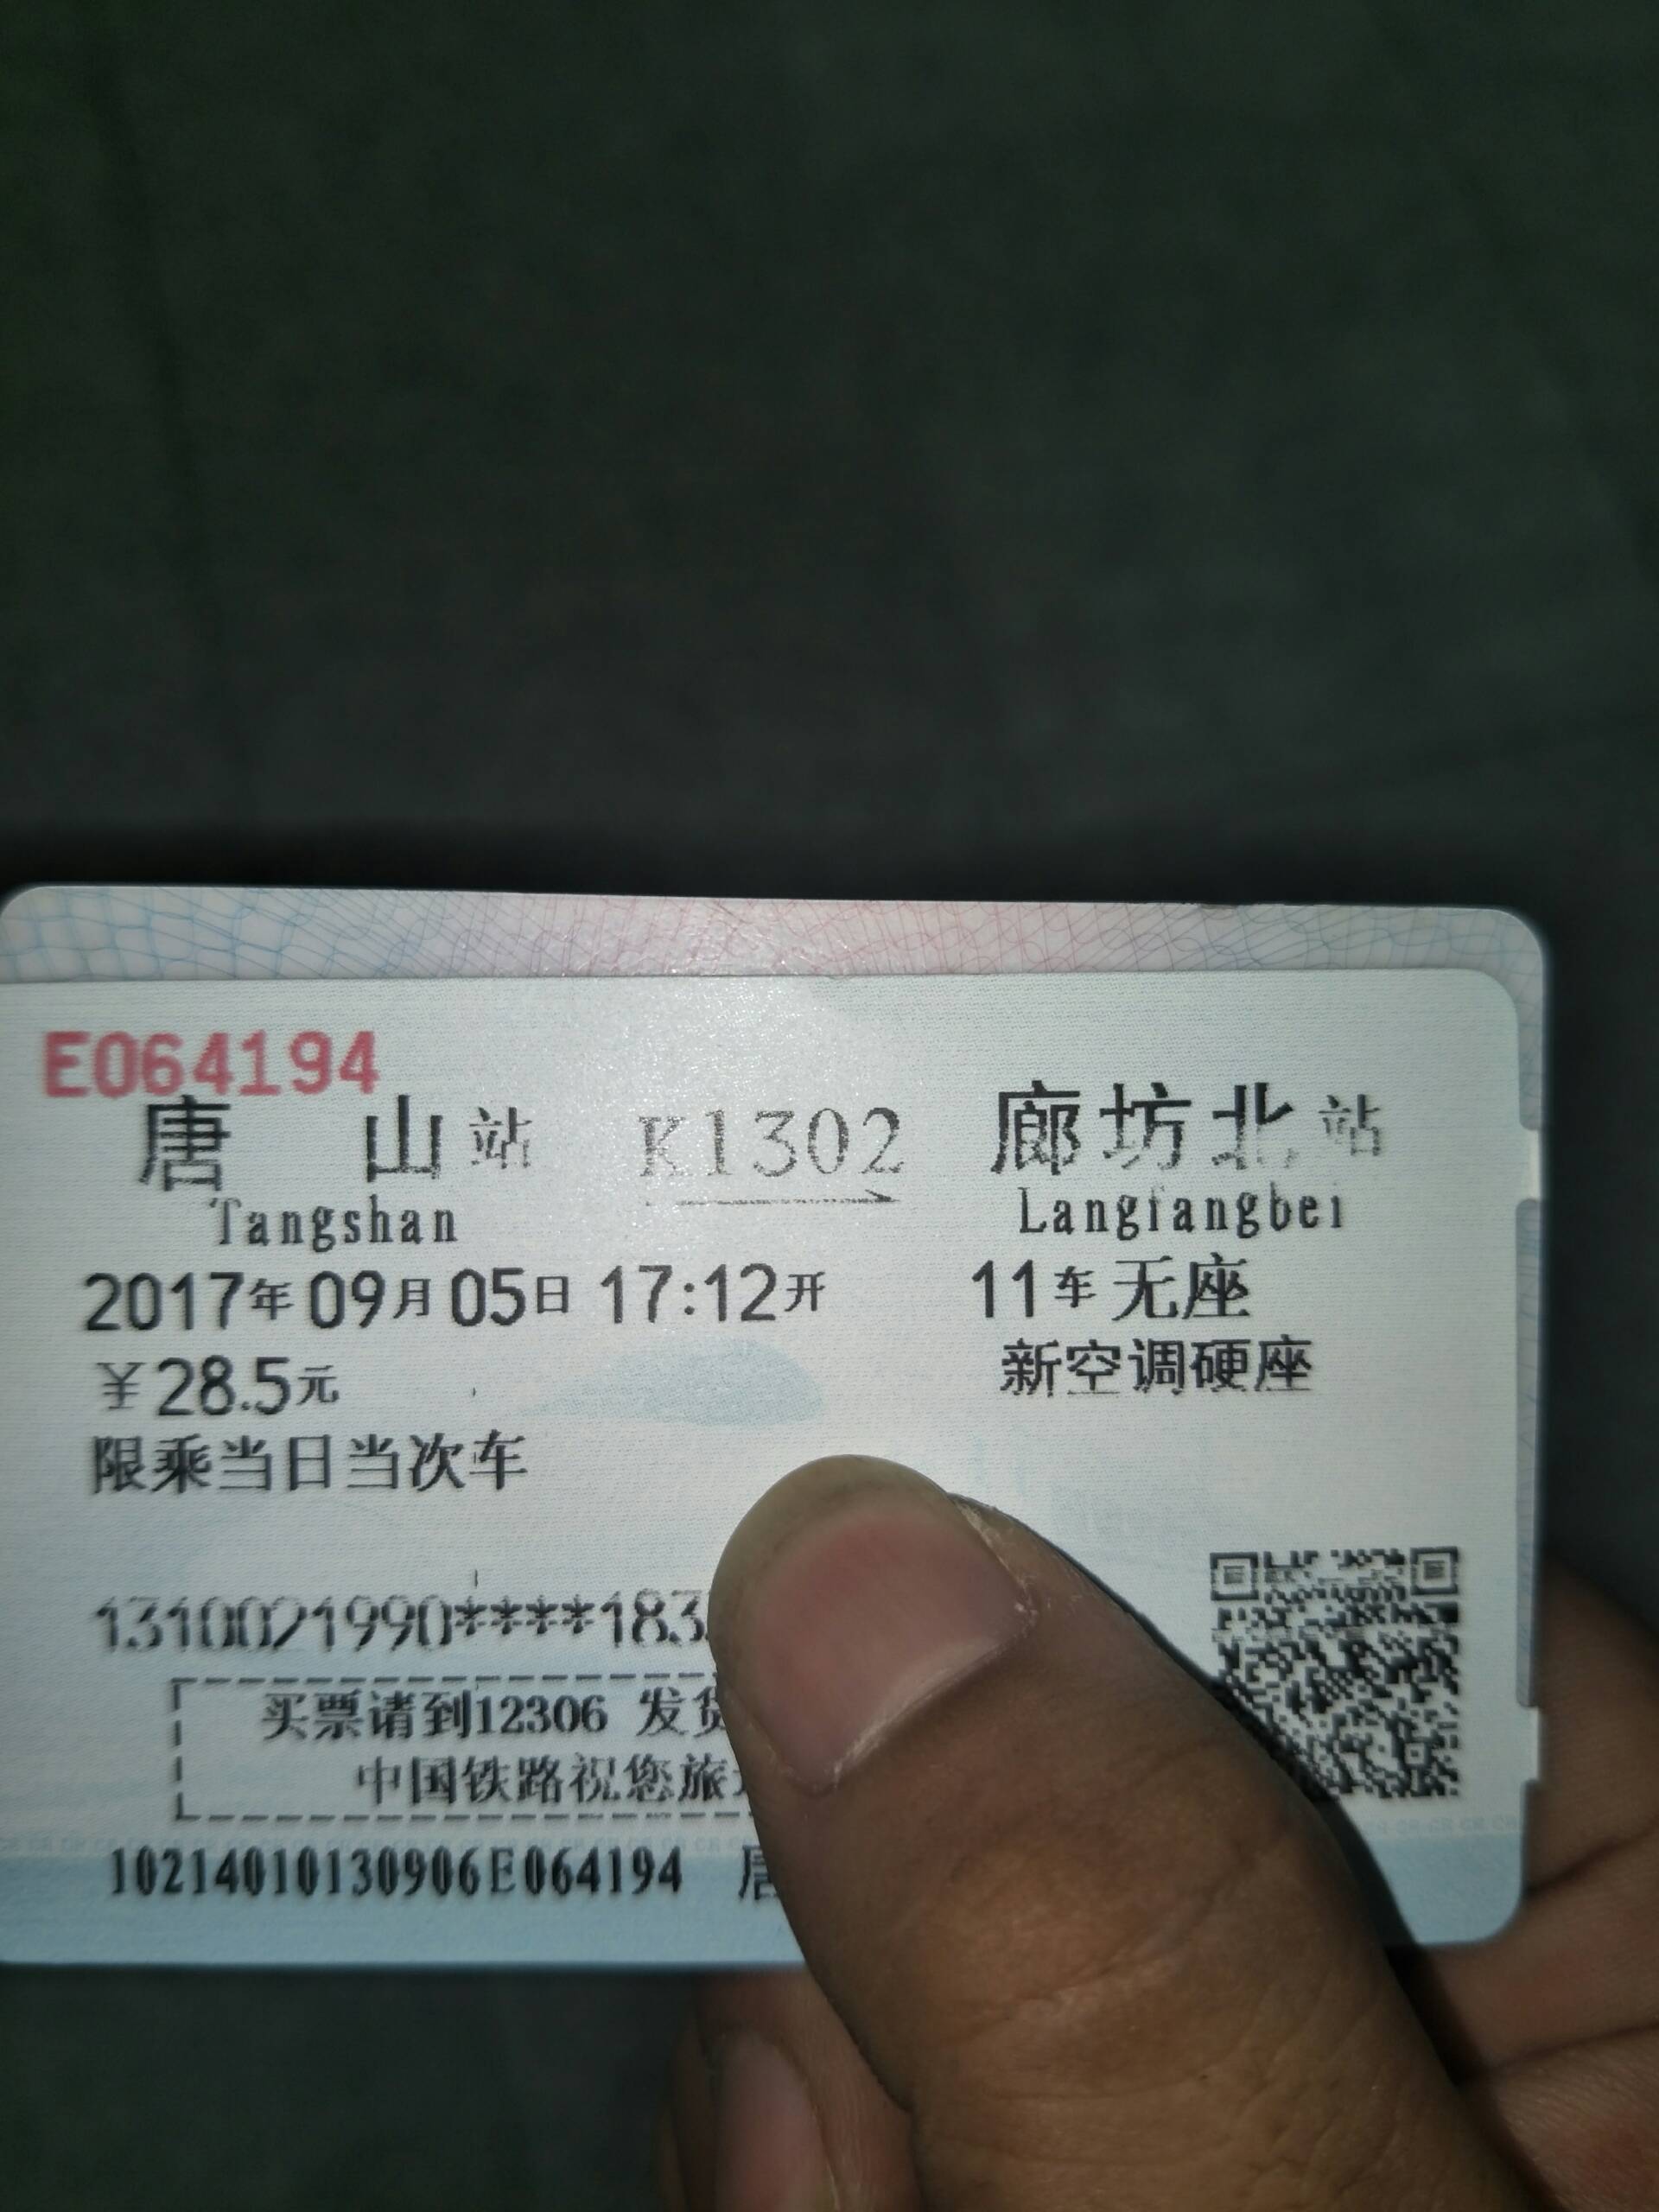 E064194
唐山站 K1302 廊坊北站
Tangshan Langfangbei
2017年09月05日 17:12开 11车 无座
￥28.5元 新空调硬座
限乘当日当次车
1310021990****183
买票请到12306 发货
中国铁路祝您旅
10214010130906E064194 唐